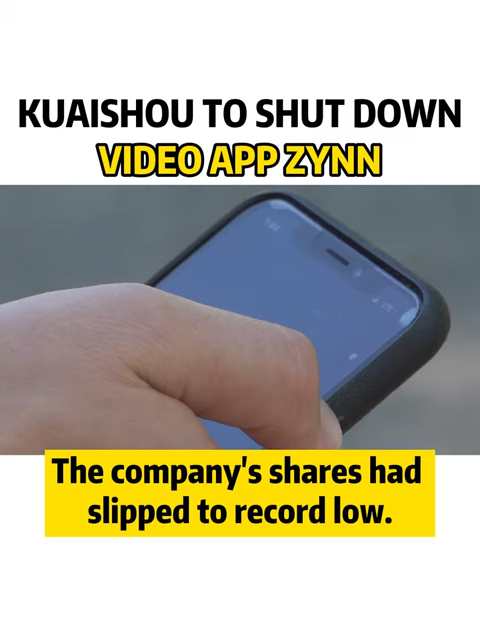 KUAISHOU TO SHUT DOWN
VIDEO APP ZYNN
The company's shares had
slipped to record low.